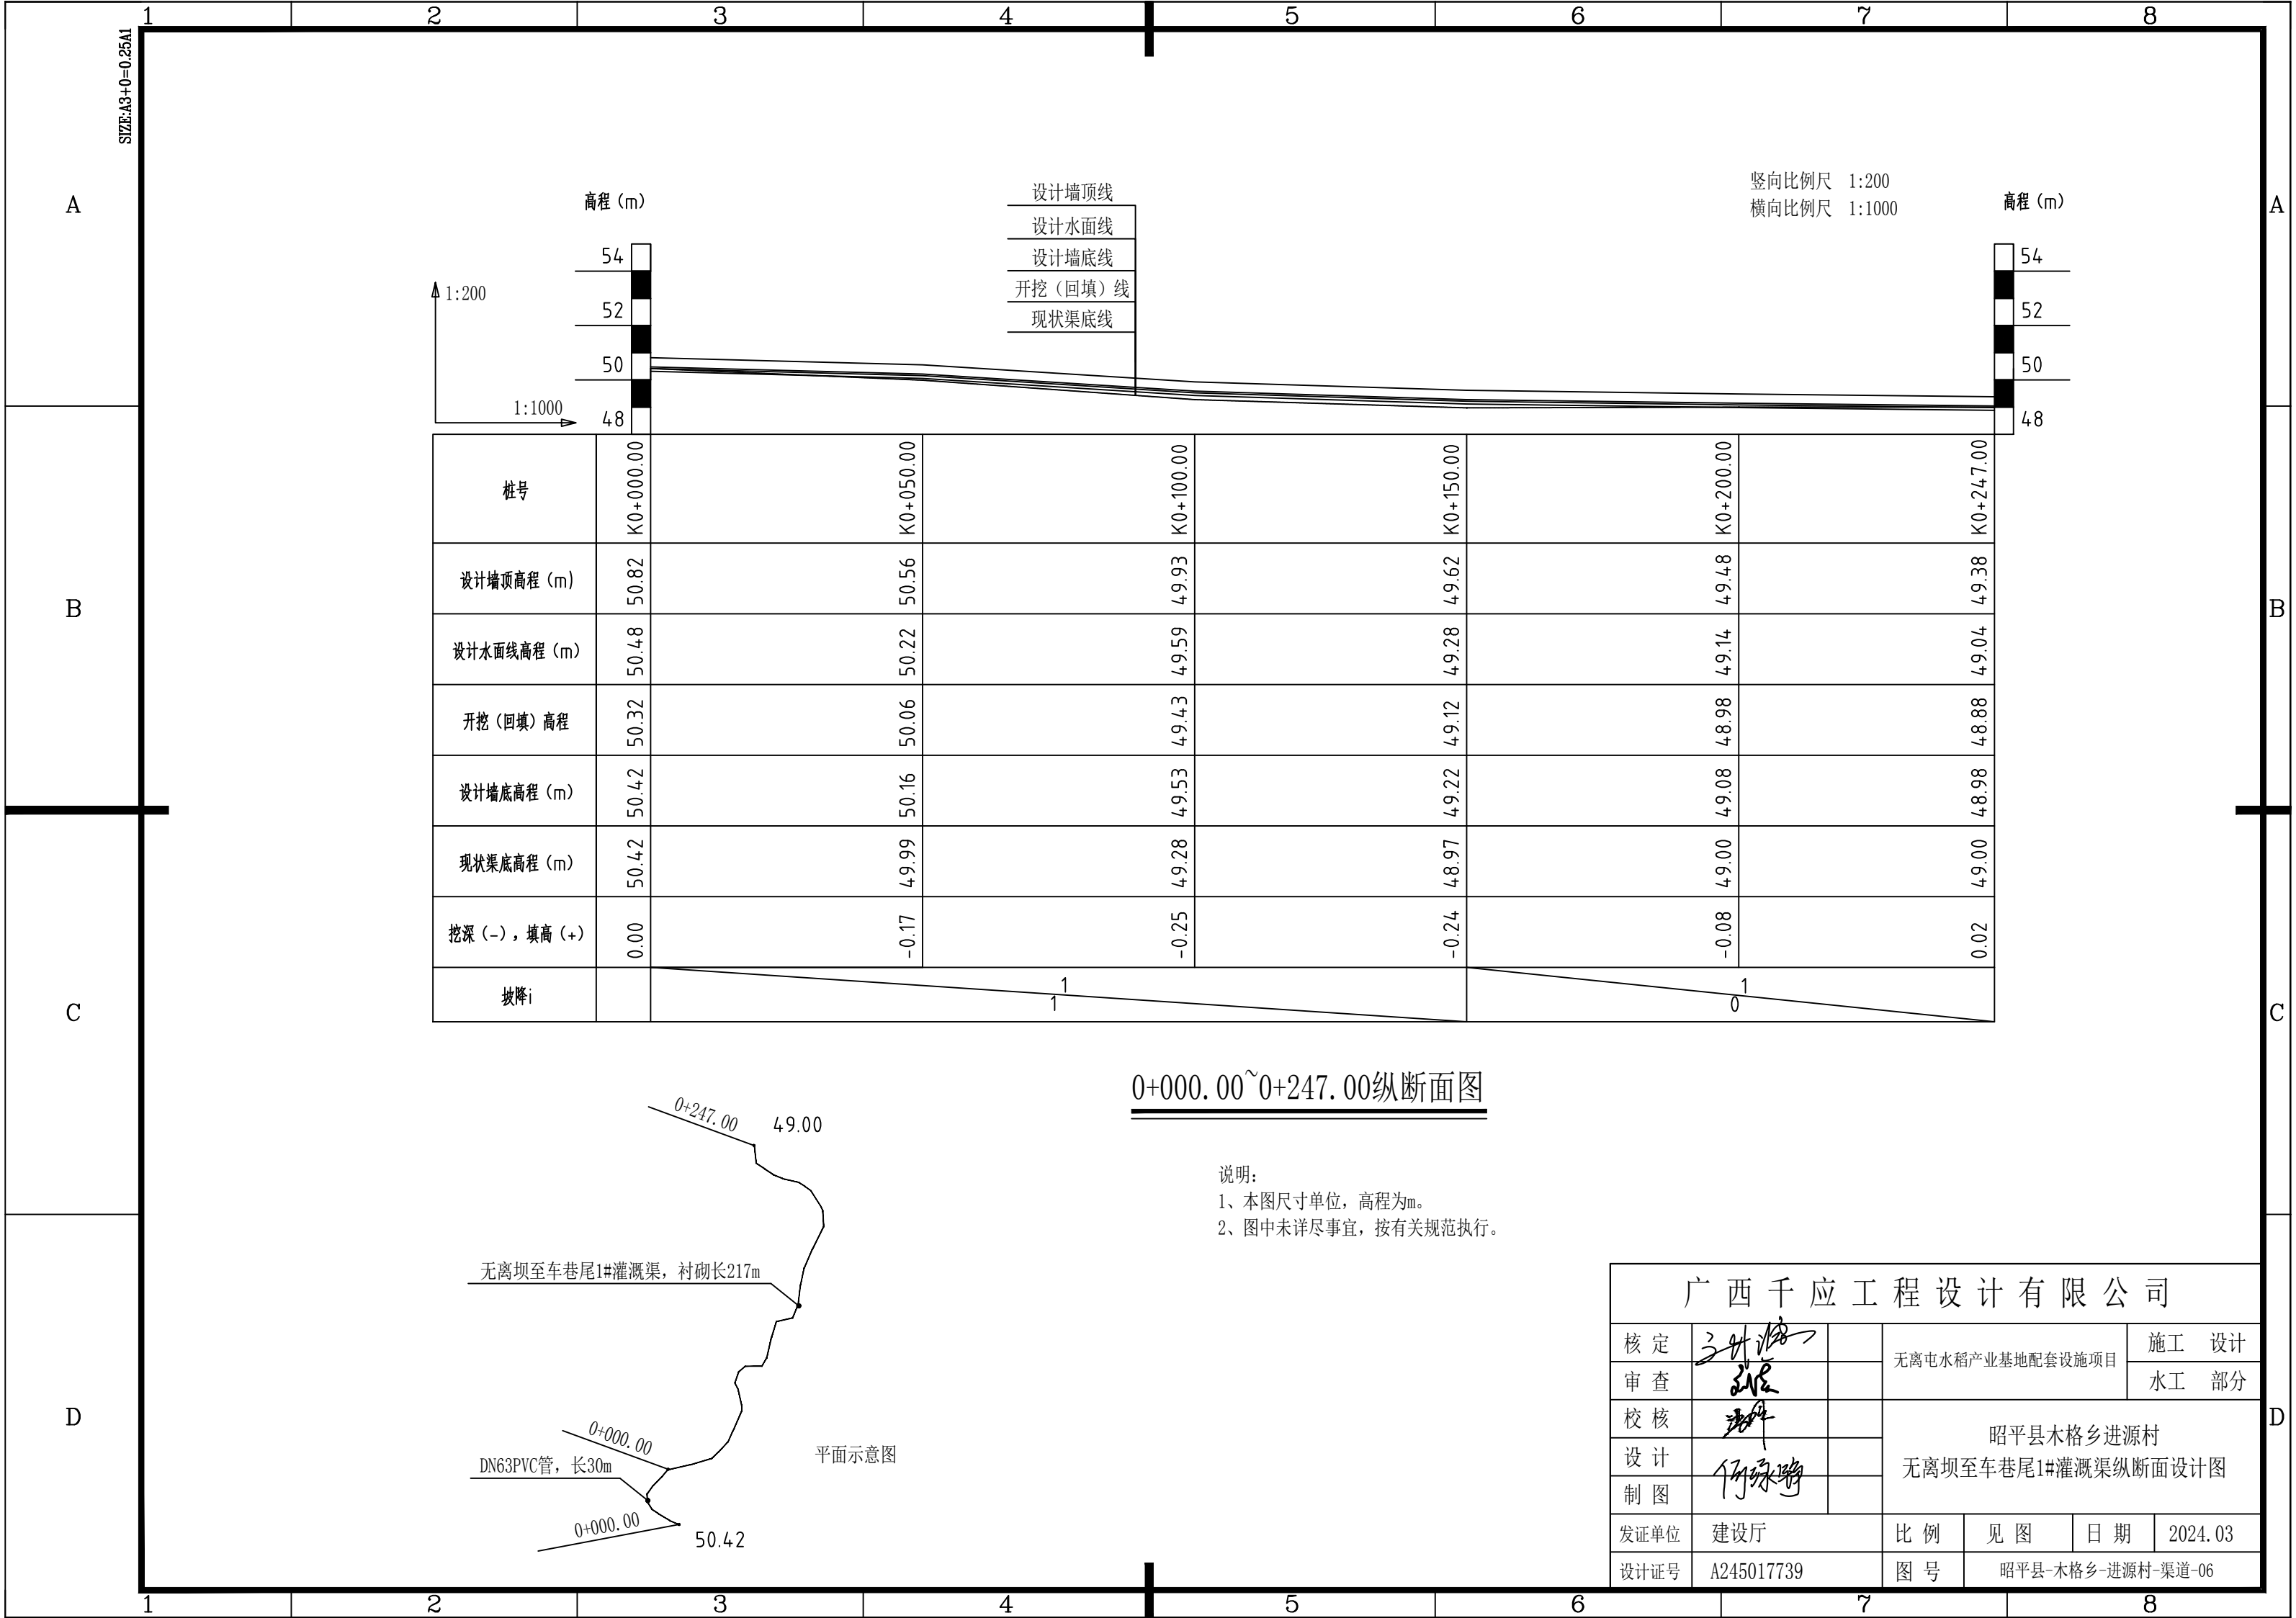 1 2 3 4 5 6 7 8
SIZE:A3+0=0.25A1
A
A
B
B
C
C
D
D
高程（m）
设计墙顶线
设计水面线
设计墙底线
开挖（回填）线
现状渠底线
竖向比例尺 1:200
横向比例尺 1:1000
高程（m）
54
52
50
48
54
52
50
48
1:200
1:1000
桩号 K0+000.00 K0+050.00 K0+100.00 K0+150.00 K0+200.00 K0+247.00
设计墙顶高程（m） 50.82 50.56 49.93 49.62 49.48 49.38
设计水面线高程（m） 50.48 50.22 49.59 49.28 49.14 49.04
开挖（回填）高程 50.32 50.06 49.43 49.12 48.98 48.88
设计墙底高程（m） 50.42 50.16 49.53 49.22 49.08 48.98
现状渠底高程（m） 50.42 49.99 49.28 48.97 49.00 49.00
挖深（-），填高（+） 0.00 -0.17 -0.25 -0.24 -0.08 0.02
坡降i 1 1 1 0
0+000.00~0+247.00纵断面图
0+247.00
49.00
无离坝至车巷尾1#灌溉渠，衬砌长217m
0+000.00
DN63PVC管，长30m
0+000.00
50.42
平面示意图
说明:
1、本图尺寸单位，高程为m。
2、图中未详尽事宜，按有关规范执行。
广西千应工程设计有限公司
核定
审查
校核
设计
制图
无离屯水稻产业基地配套设施项目
施工 设计
水工 部分
昭平县木格乡进源村
无离坝至车巷尾1#灌溉渠纵断面设计图
发证单位 建设厅 比例 见图 日期 2024.03
设计证号 A245017739 图号 昭平县-木格乡-进源村-渠道-06
1 2 3 4 5 6 7 8